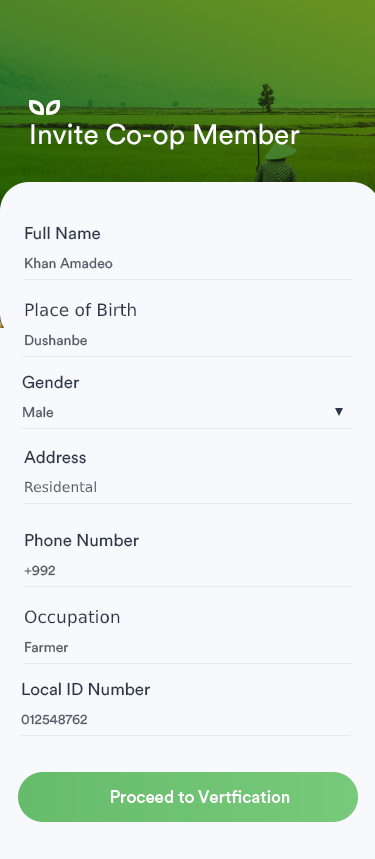 Invite Co-op Member
Full Name
Khan Amadeo
Place of Birth
Dushanbe
Gender
Male
Address
Residental
Phone Number
+992
Occupation
Farmer
Local ID Number
012548762
Proceed to Vertfication